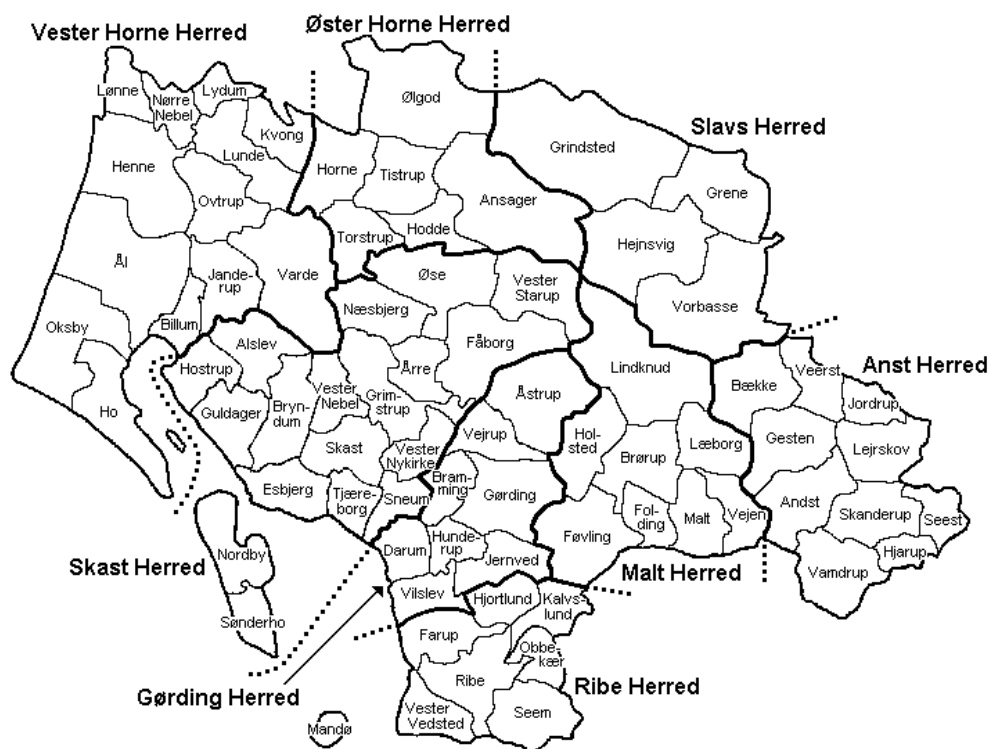 Vester Horne Herred
Øster Horne Herred
Slavs Herred
Anst Herred
Skast Herred
Malt Herred
Gørding Herred
Ribe Herred
Lønne
Nørre
Nebel
Lydum
Kvong
Lunde
Henne
Ovtrup
Ål
Jande-
rup
Varde
Billum
Oksby
Ho
Ølgod
Horne
Tistrup
Ansager
Torstrup
Hodde
Grindsted
Grene
Hejnsvig
Vorbasse
Øse
Vester
Starup
Næsbjerg
Fåborg
Årre
Alslev
Hostrup
Guldager
Bryn-
dum
Vester
Nebel
Grim-
strup
Skast
Vester
Nykirke
Esbjerg
Tjære-
borg
Sneum
Nordby
Sønderho
Åstrup
Vejrup
Bram-
ming
Gørding
Darum
Hunde-
rup
Jernved
Vilslev
Lindknud
Hol-
sted
Brørup
Læborg
Føvling
Fol-
ding
Malt
Vejen
Bække
Veerst
Jordrup
Gesten
Lejrskov
Andst
Skanderup
Seest
Hjarup
Vamdrup
Hjortlund
Kalvs-
lund
Farup
Obbe-
kær
Ribe
Vester
Vedsted
Seem
Mandø